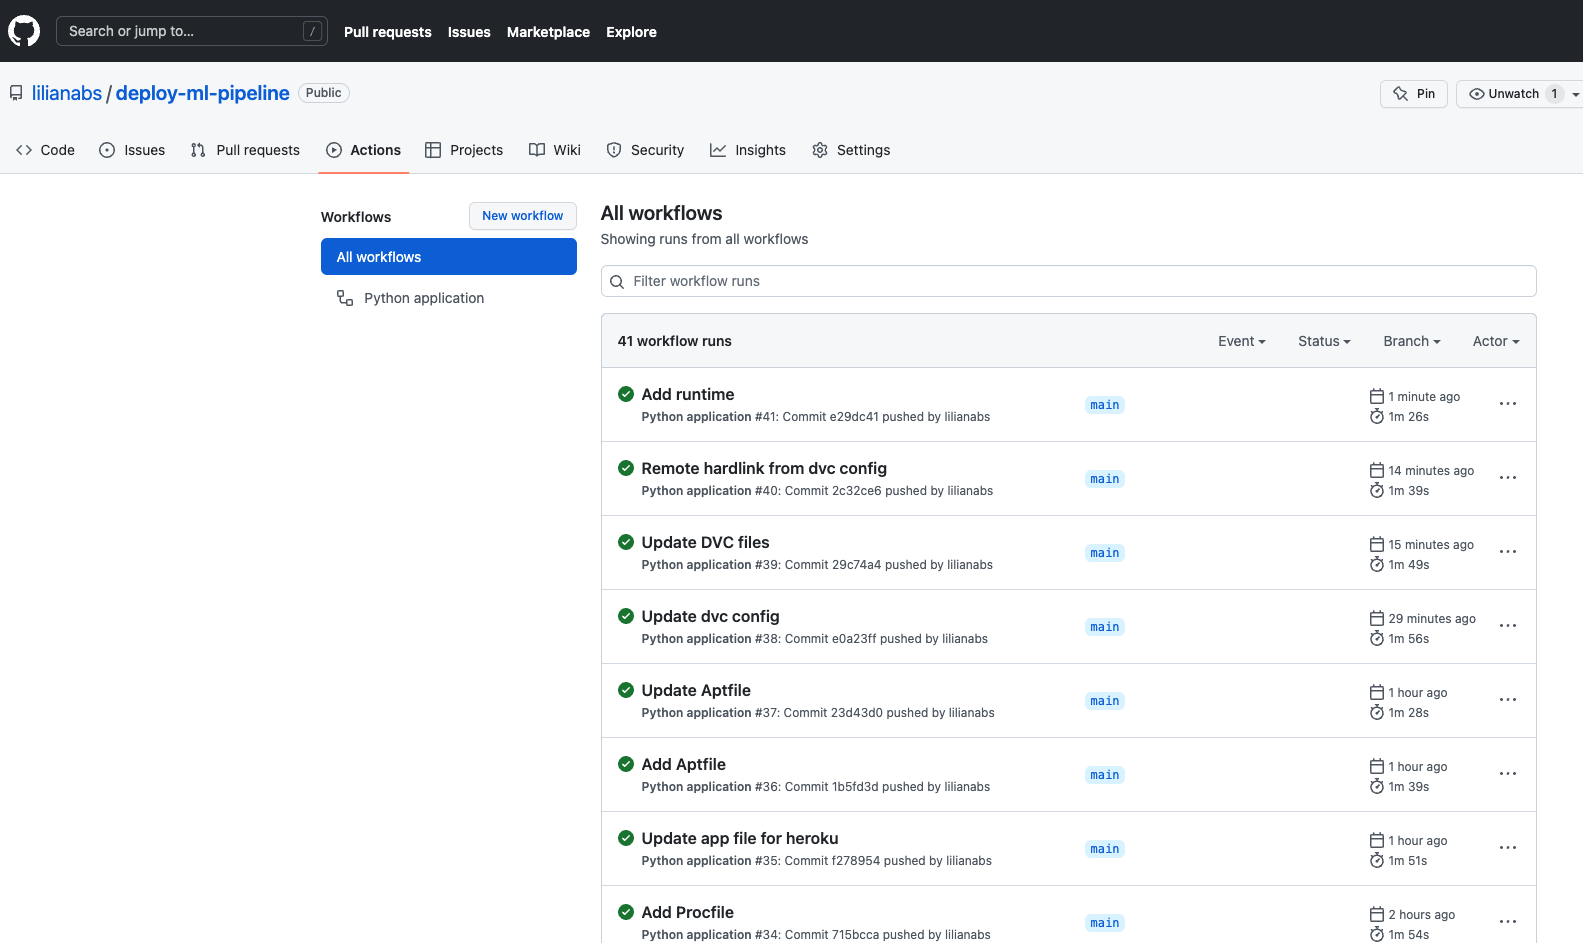 Search or jump to... /
Pull requests Issues Marketplace Explore
lilianabs / deploy-ml-pipeline Public
Pin Unwatch 1
Code Issues Pull requests Actions Projects Wiki Security Insights Settings
Workflows New workflow
All workflows
Python application
All workflows
Showing runs from all workflows
Filter workflow runs
41 workflow runs Event Status Branch Actor
Add runtime
Python application #41: Commit e29dc41 pushed by lilianabs
main
1 minute ago
1m 26s
Remote hardlink from dvc config
Python application #40: Commit 2c32ce6 pushed by lilianabs
main
14 minutes ago
1m 39s
Update DVC files
Python application #39: Commit 29c74a4 pushed by lilianabs
main
15 minutes ago
1m 49s
Update dvc config
Python application #38: Commit e0a23ff pushed by lilianabs
main
29 minutes ago
1m 56s
Update Aptfile
Python application #37: Commit 23d43d0 pushed by lilianabs
main
1 hour ago
1m 28s
Add Aptfile
Python application #36: Commit 1b5fd3d pushed by lilianabs
main
1 hour ago
1m 39s
Update app file for heroku
Python application #35: Commit f278954 pushed by lilianabs
main
1 hour ago
1m 51s
Add Procfile
Python application #34: Commit 715bcca pushed by lilianabs
main
2 hours ago
1m 54s